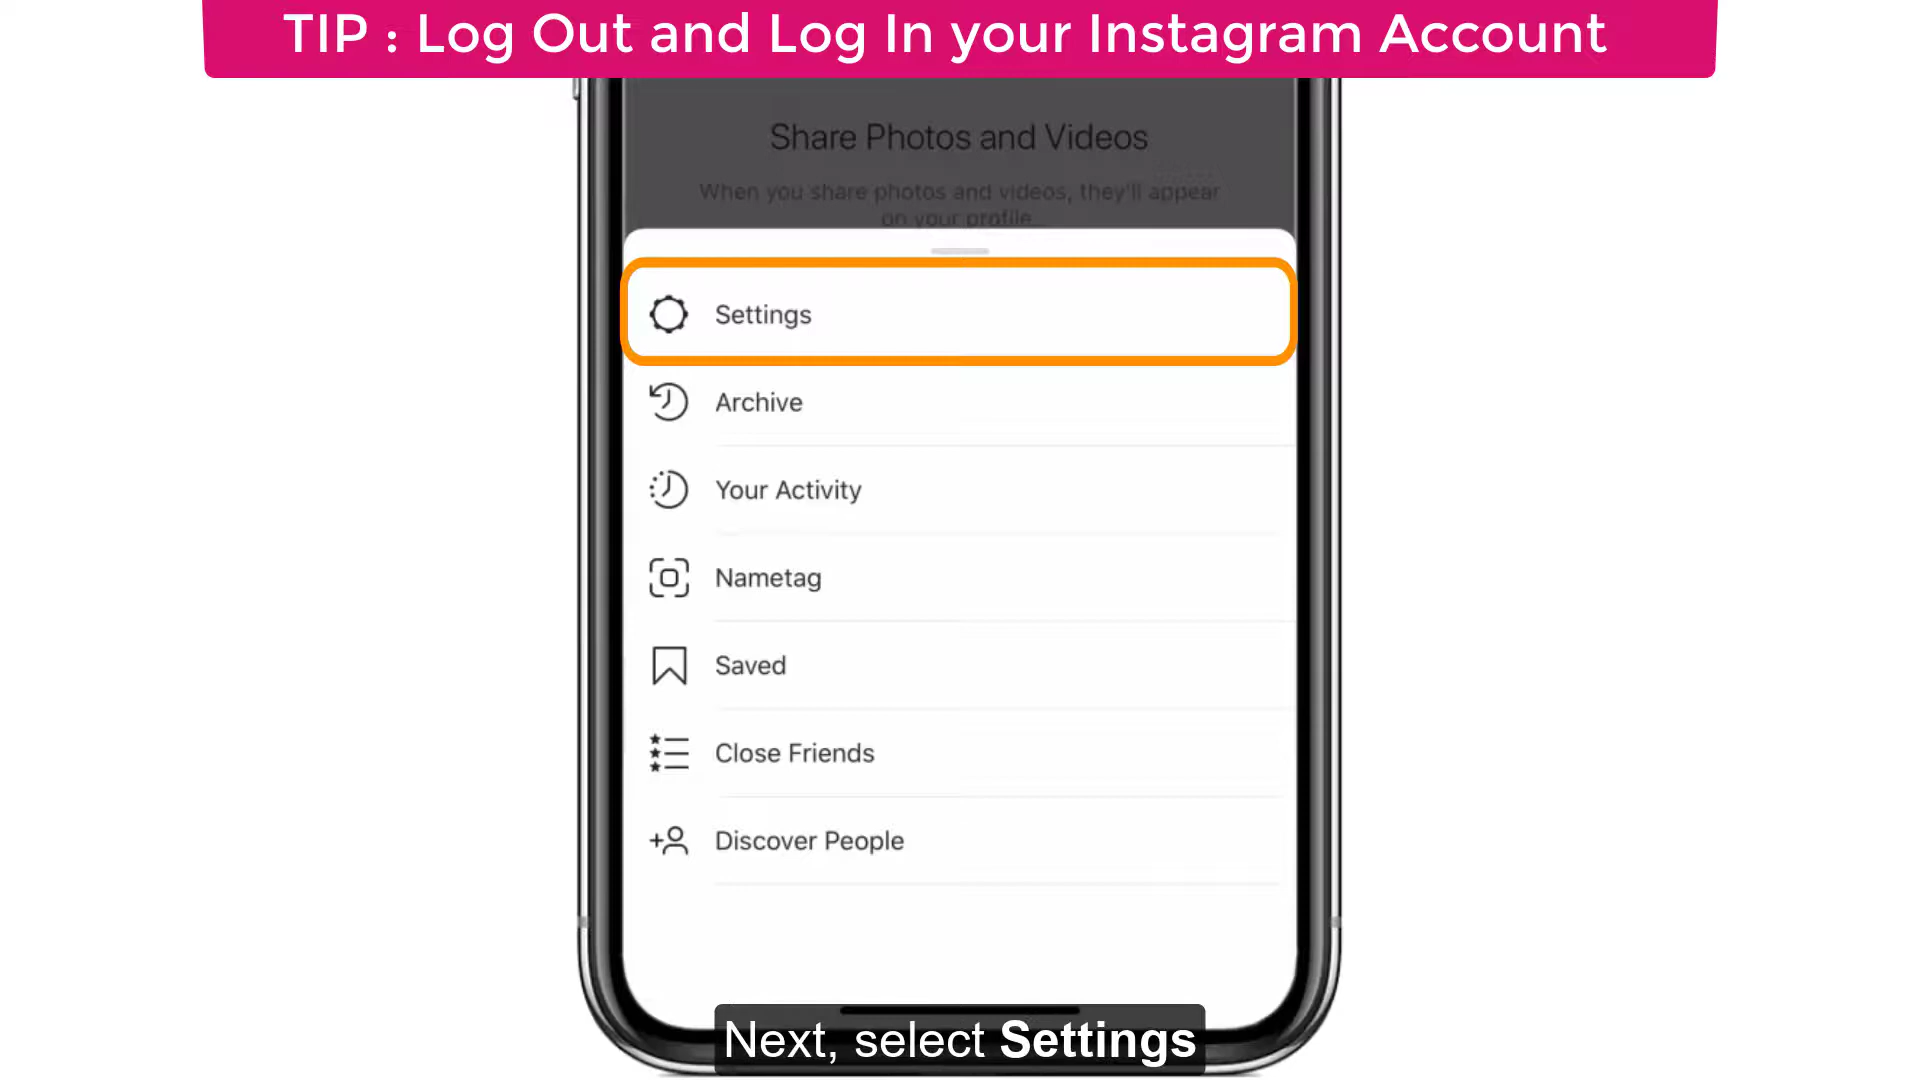 TIP : Log Out and Log In your Instagram Account
Share Photos and Videos
When you share photos and videos, they'll appear
on your profile.
Settings
Archive
Your Activity
Nametag
Saved
Close Friends
Discover People
Next, select Settings